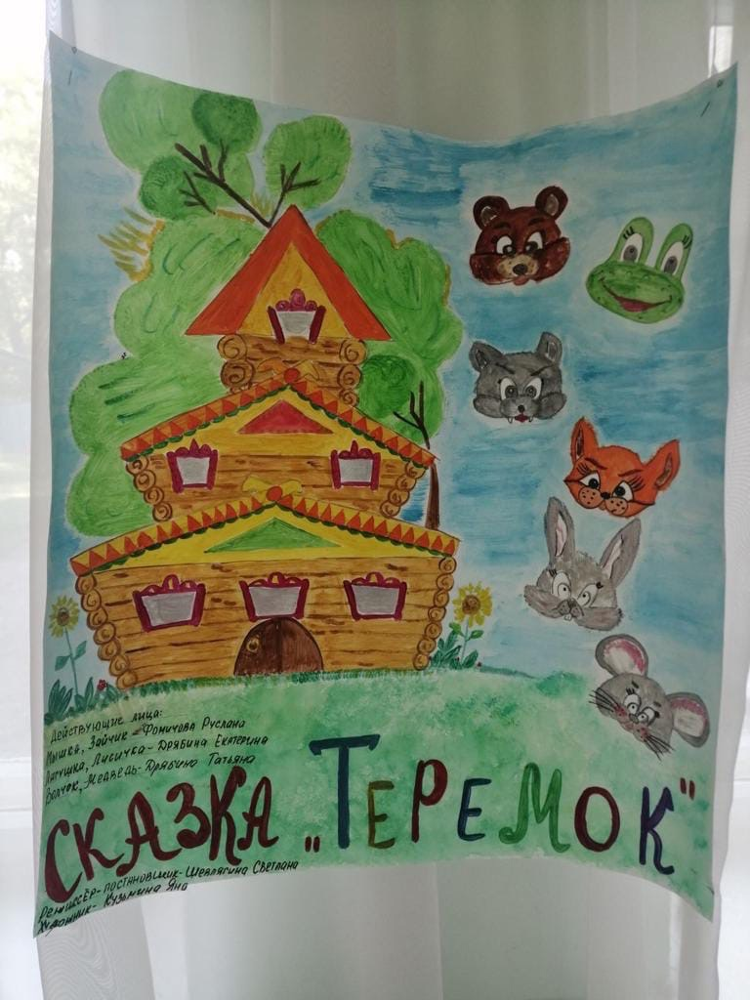 Действующие лица:
Мышка, Зайчик - Фомичова Руслана
Лягушка, Лисичка - Дрябина Екатерина
Волчок, Медведь - Дрябина Татьяна
СКАЗКА „ТЕРЕМОК"
Режиссёр-постановщик - Шевлягина Светлана
Художник - Кузьмина Яна